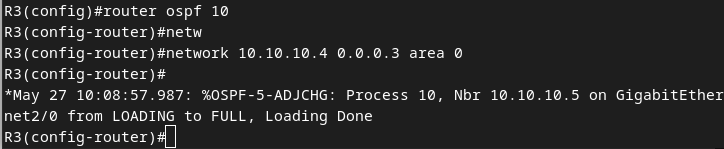 R3(config)#router ospf 10
R3(config-router)#netw
R3(config-router)#network 10.10.10.4 0.0.0.3 area 0
R3(config-router)#
*May 27 10:08:57.987: %OSPF-5-ADJCHG: Process 10, Nbr 10.10.10.5 on GigabitEther
net2/0 from LOADING to FULL, Loading Done
R3(config-router)#